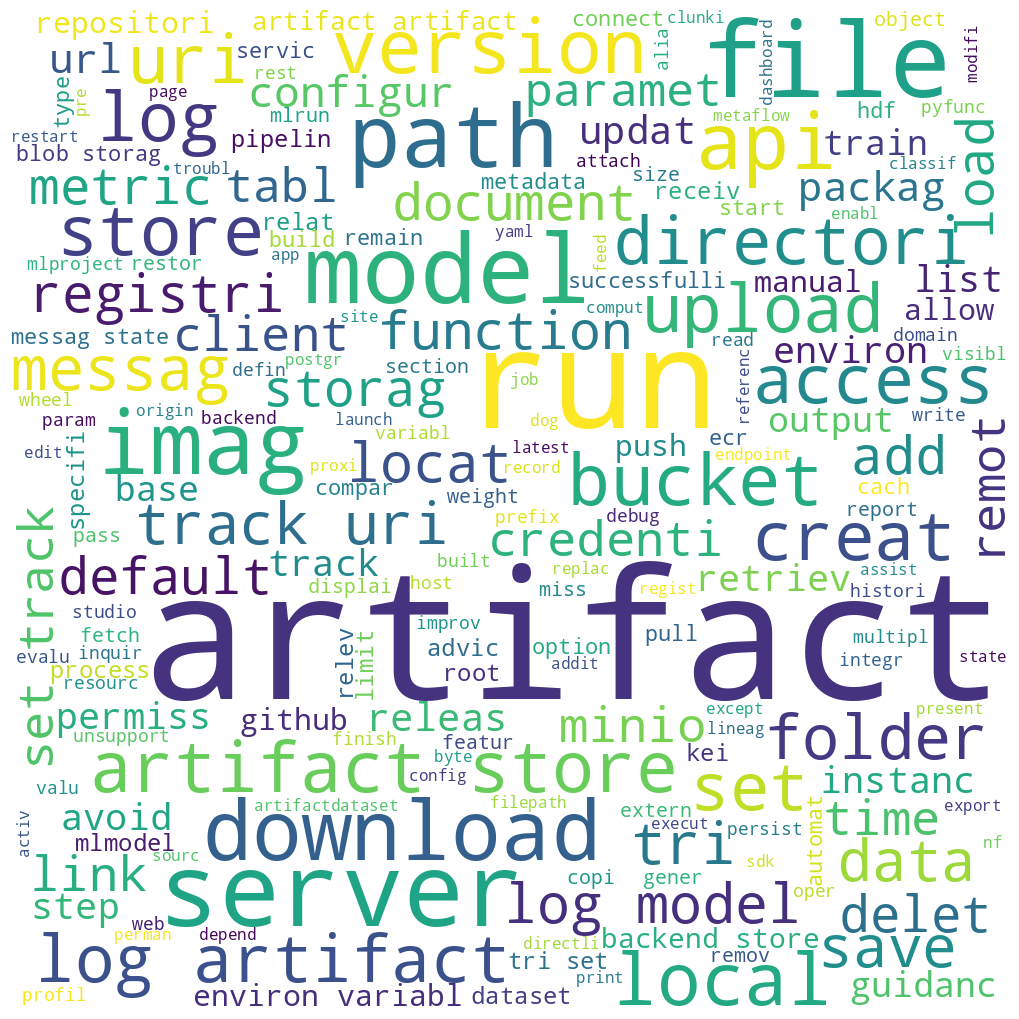 repositori artifact artifact connect clunki object
url uri servic version alia dashboard file modifi
rest
type pre page log configur paramet hdf pyfunc
restart mlrun metaflow
blob storag pipelin path updat api train load
troubl attach classif
metric tabl metadata size receiv packag
document start enabl
store relat build remain yaml directori
mlproject restor app model feed successfulli manual list
registri site comput upload allow
messag state client function read domain
messag defin postgr section run referenc environ visibl
wheel storag job access
param origin backend launch dog output write
edit imag variabl latest push ecr add remot
specifi proxi locat record bucket endpoint
base compar weight cach
pass track uri prefix debug report
credenti creat
default track built replac retriev assist
set track displai host miss regist histori
studio artifact
fetch relev limit improv advic option pull multipl
evalu inquir process root addit integr state
resourc
permiss github releas minio except present
unsupport finish featur lineag folder
artifact store byte kei
valu config set instanc
activ avoid artifactdataset filepath extern automat export
mlmodel download execut persist time
sourc tri sdk data nf
link server copi gener oper
step log model delet
web
perman depend directli backend store save
log artifact tri set remov
print local
profil environ variabl dataset guidanc